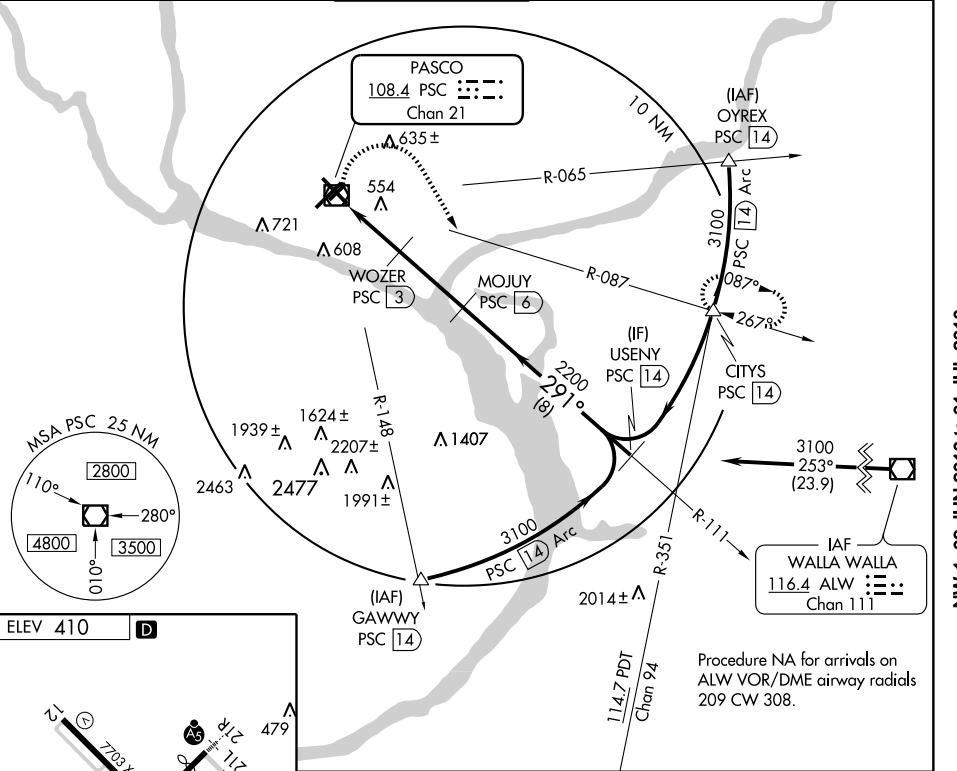 PASCO
108.4 PSC
Chan 21
10 NM
(IAF)
OYREX
PSC 14
635±
R-065
554
721
608
3100
PSC 14 Arc
WOZER
PSC 3
MOJUY
PSC 6
R-087
087°
267°
(IF)
USENY
PSC 14
CITYS
PSC 14
2200
291°
(8)
R-148
1624±
1939±
2207±
1407
2463
2477
1991±
MSA PSC 25 NM
2800
110°
280°
4800
3500
010°
3100
253°
(23.9)
R-111
3100
PSC 14 Arc
R-351
IAF
WALLA WALLA
116.4 ALW
Chan 111
(IAF)
GAWWY
PSC 14
2014±
114.7 PDT
Chan 94
Procedure NA for arrivals on
ALW VOR/DME airway radials
209 CW 308.
ELEV 410
D
12
V
7703 X
A5
21R
21L
479